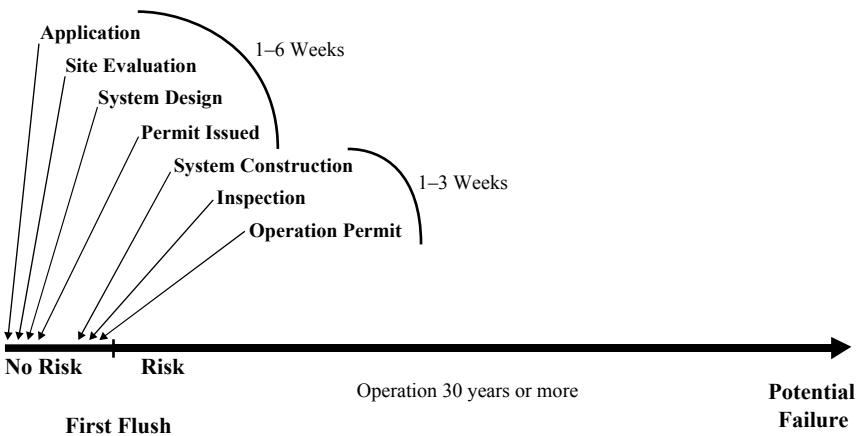 Application
1–6 Weeks
Site Evaluation
System Design
Permit Issued
System Construction
1–3 Weeks
Inspection
Operation Permit
No Risk
Risk
Operation 30 years or more
Potential
Failure
First Flush